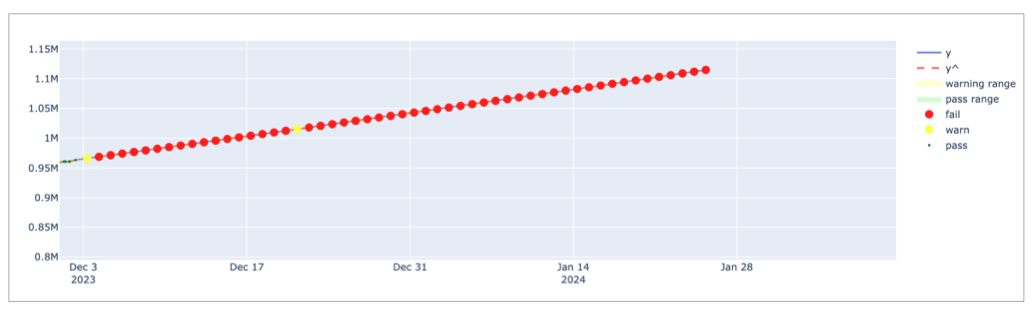 1.15M
1.1M
1.05M
1M
0.95M
0.9M
0.85M
0.8M
Dec 3
2023
Dec 17
Dec 31
Jan 14
2024
Jan 28
y
y^
warning range
pass range
fail
warn
pass